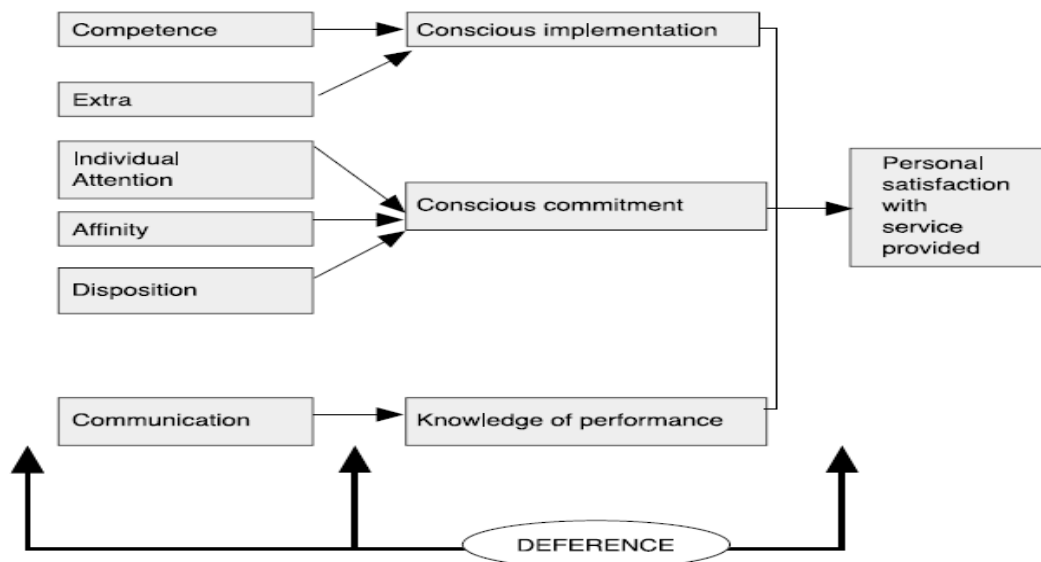 Competence
Conscious implementation
Extra
Individual
Attention
Conscious commitment
Affinity
Disposition
Personal
satisfaction
with
service
provided
Communication
Knowledge of performance
DEFERENCE